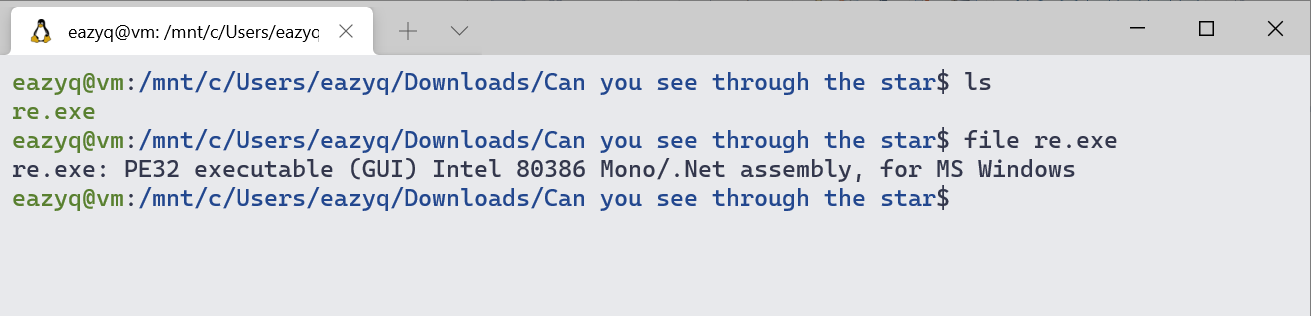 eazyq@vm: /mnt/c/Users/eazyq
eazyq@vm:/mnt/c/Users/eazyq/Downloads/Can you see through the star$ ls
re.exe
eazyq@vm:/mnt/c/Users/eazyq/Downloads/Can you see through the star$ file re.exe
re.exe: PE32 executable (GUI) Intel 80386 Mono/.Net assembly, for MS Windows
eazyq@vm:/mnt/c/Users/eazyq/Downloads/Can you see through the star$